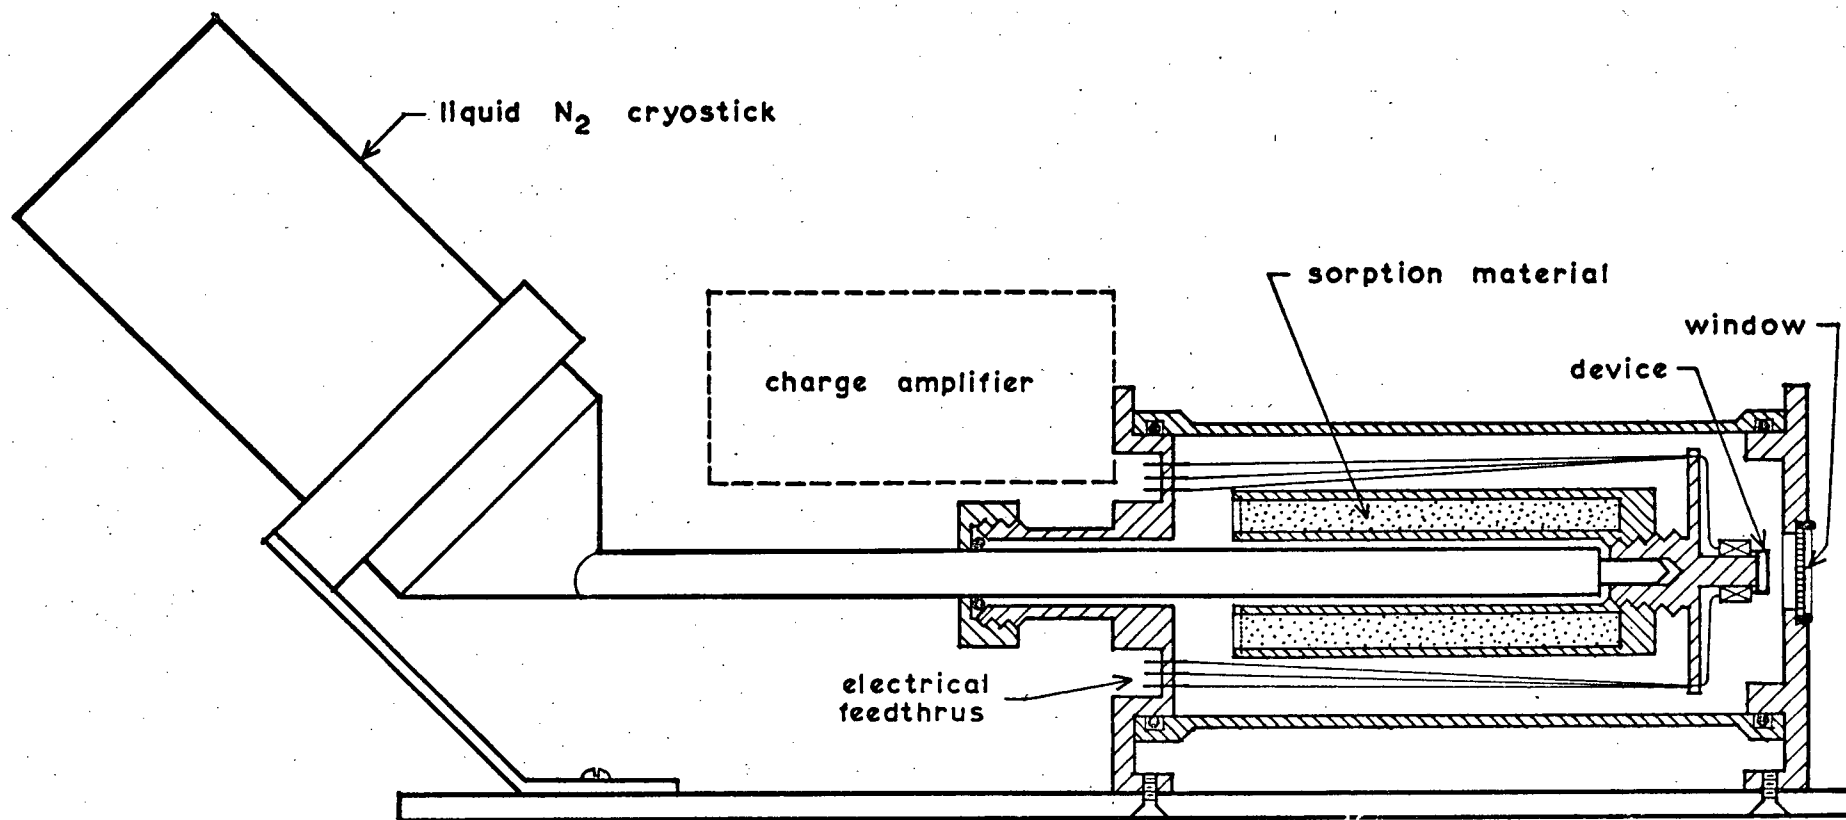 liquid N₂ cryostick
sorption material
window
device
charge amplifier
electrical
feedthrus